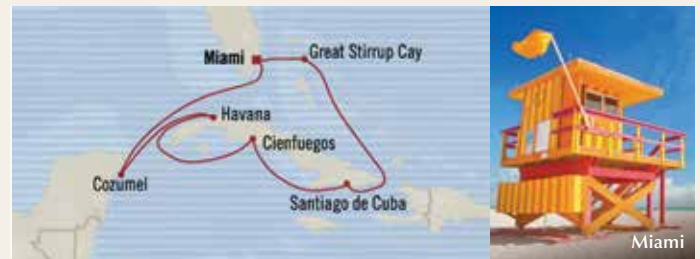 Miami
Great Stirrup Cay
Havana
Cienfuegos
Cozumel
Santiago de Cuba
Miami